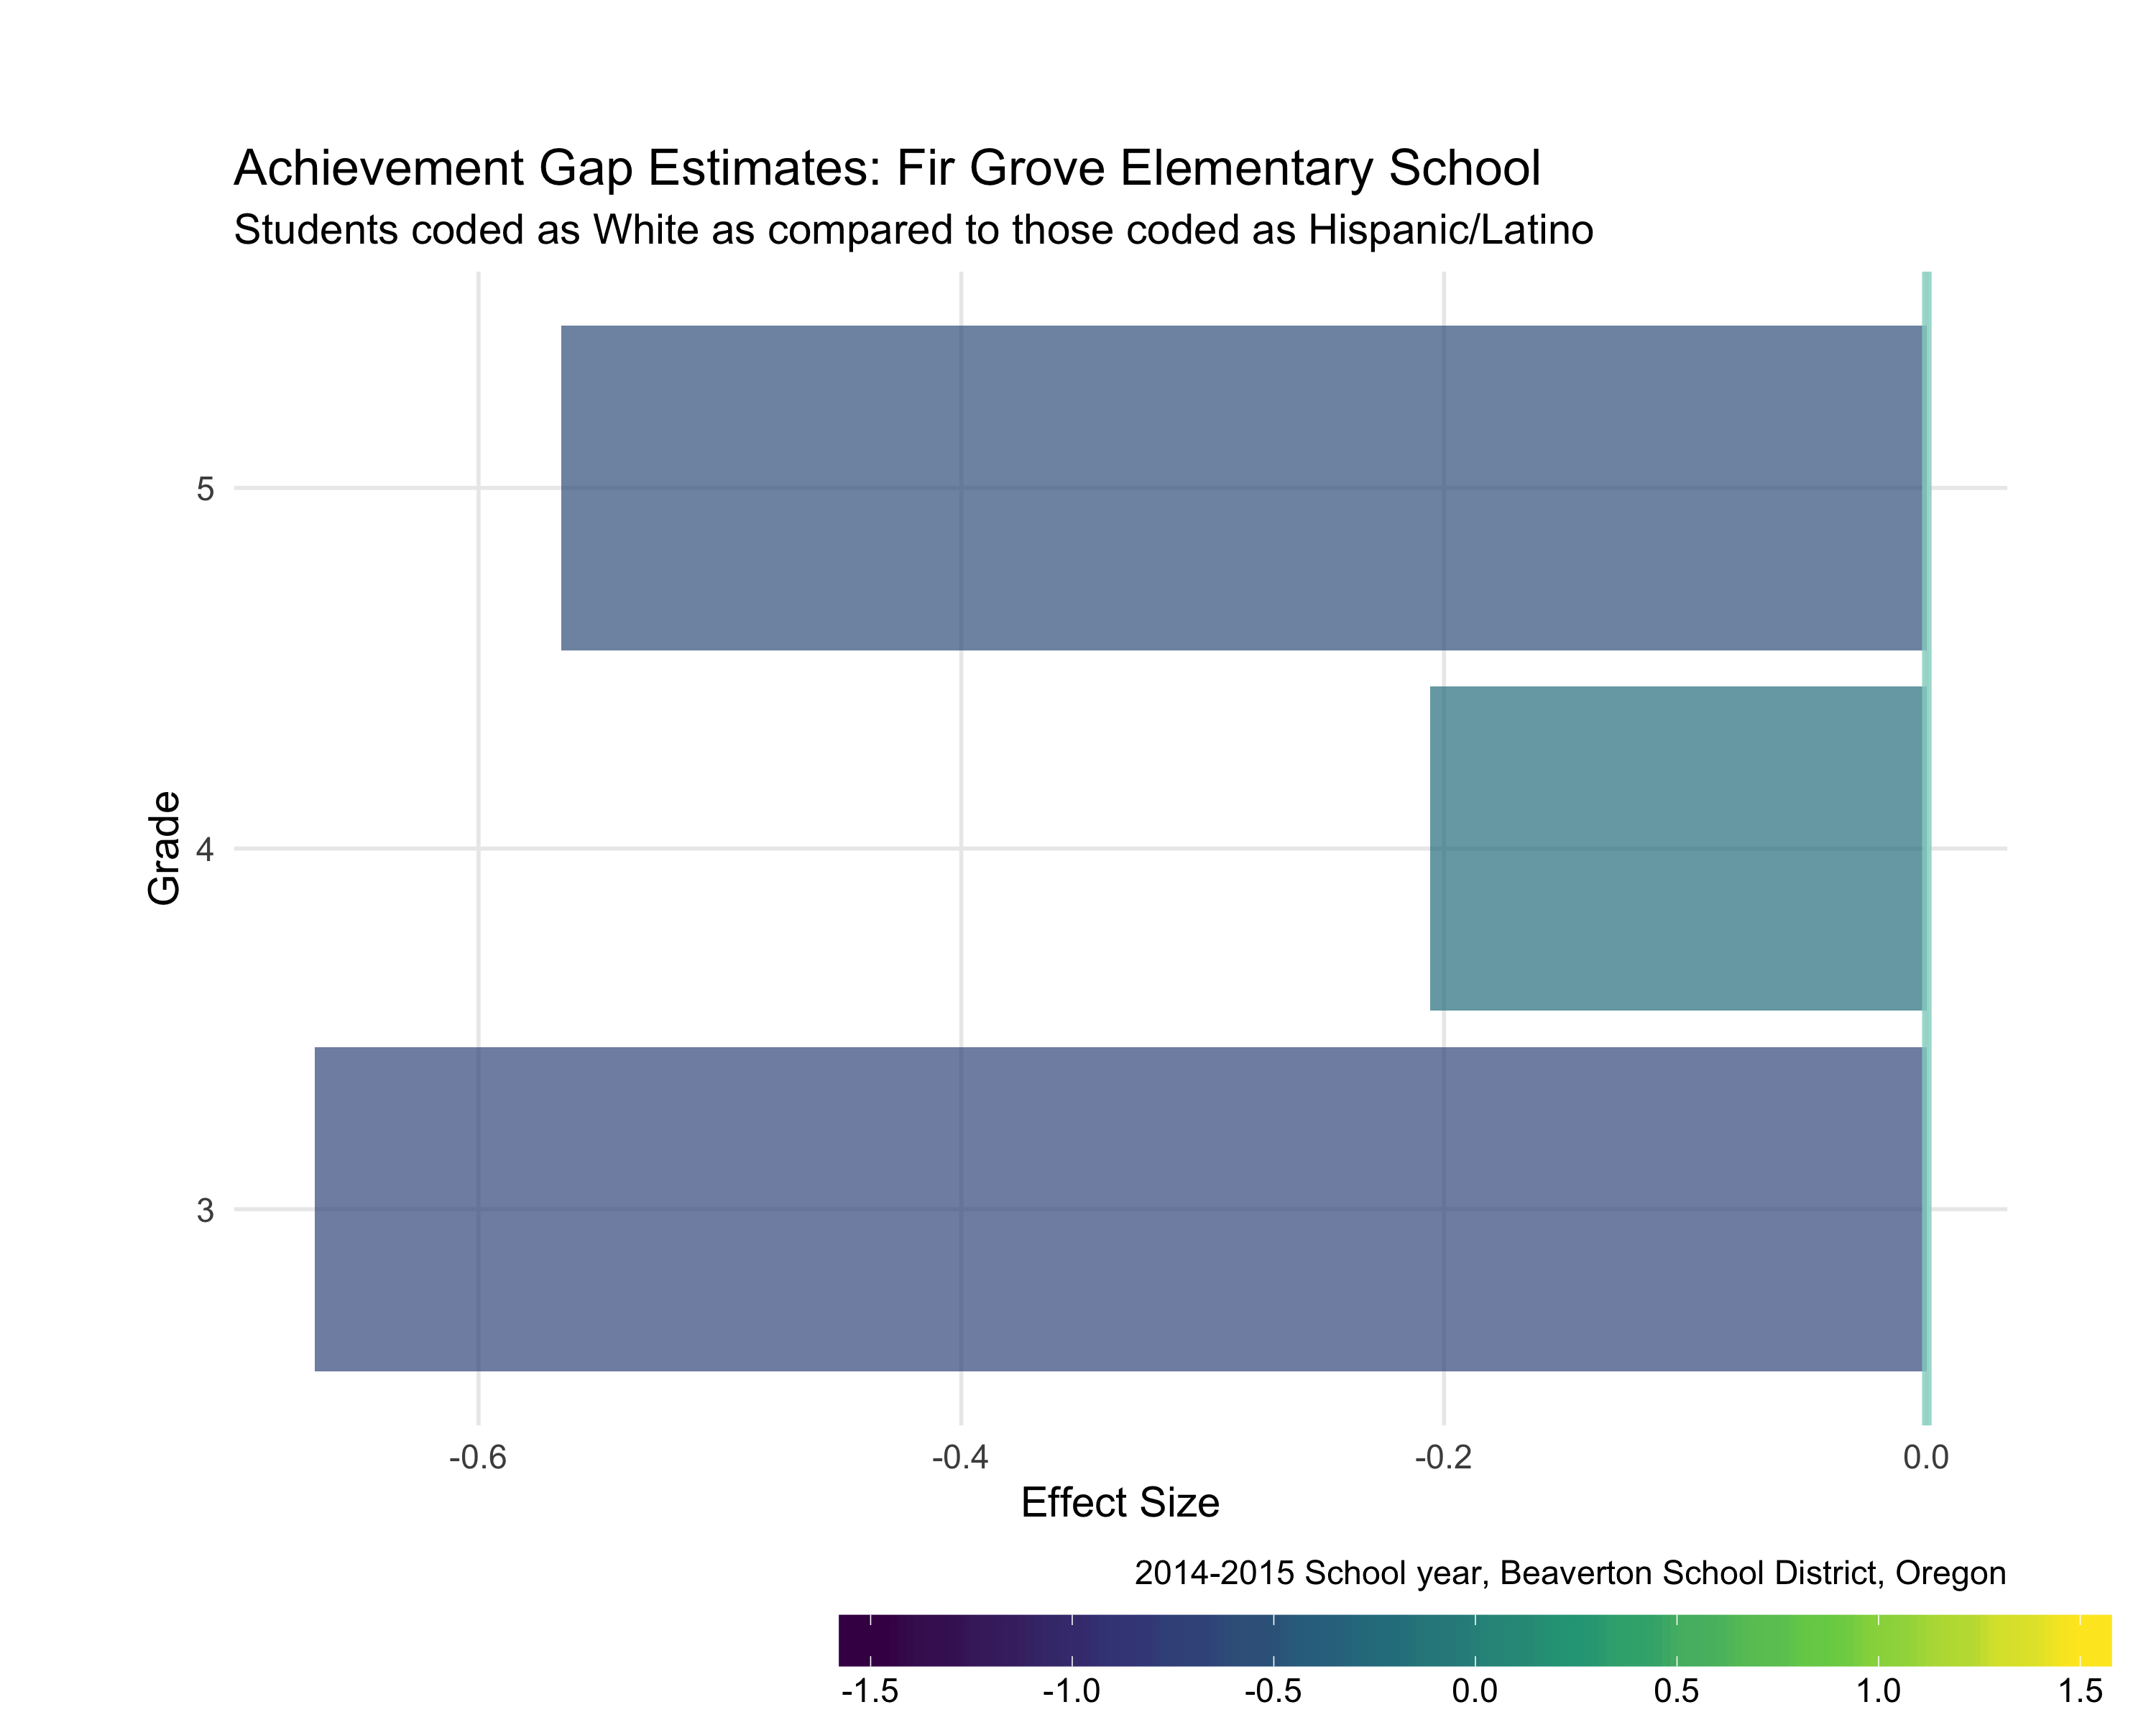 Achievement Gap Estimates: Fir Grove Elementary School
Students coded as White as compared to those coded as Hispanic/Latino
5
4
3
Grade
-0.6 -0.4 -0.2 0.0
Effect Size
2014-2015 School year, Beaverton School District, Oregon
-1.5 -1.0 -0.5 0.0 0.5 1.0 1.5